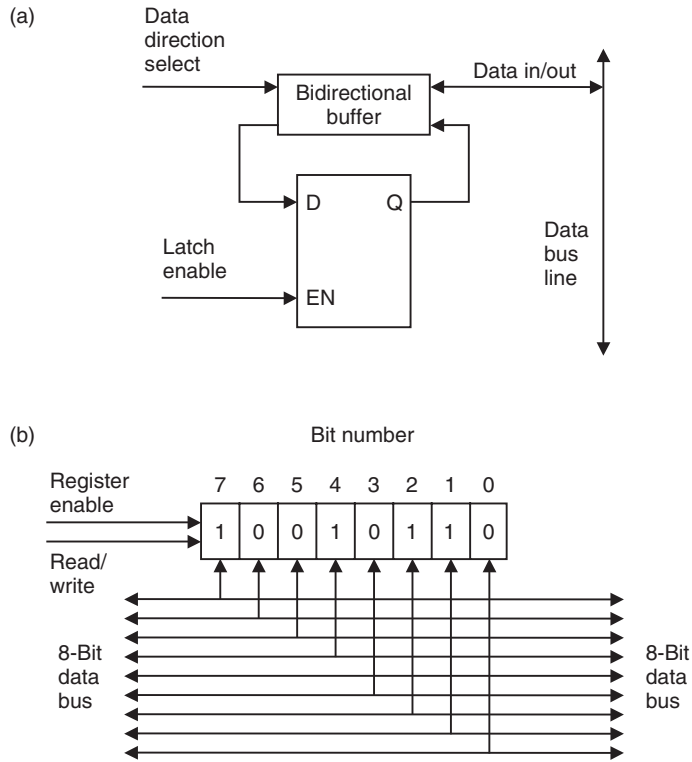 (a)
Data
direction
select
Bidirectional
buffer
Data in/out
D Q
Latch
enable
EN
Data
bus
line
(b)
Bit number
Register
enable
7 6 5 4 3 2 1 0
1 0 0 1 0 1 1 0
Read/
write
8-Bit
data
bus
8-Bit
data
bus